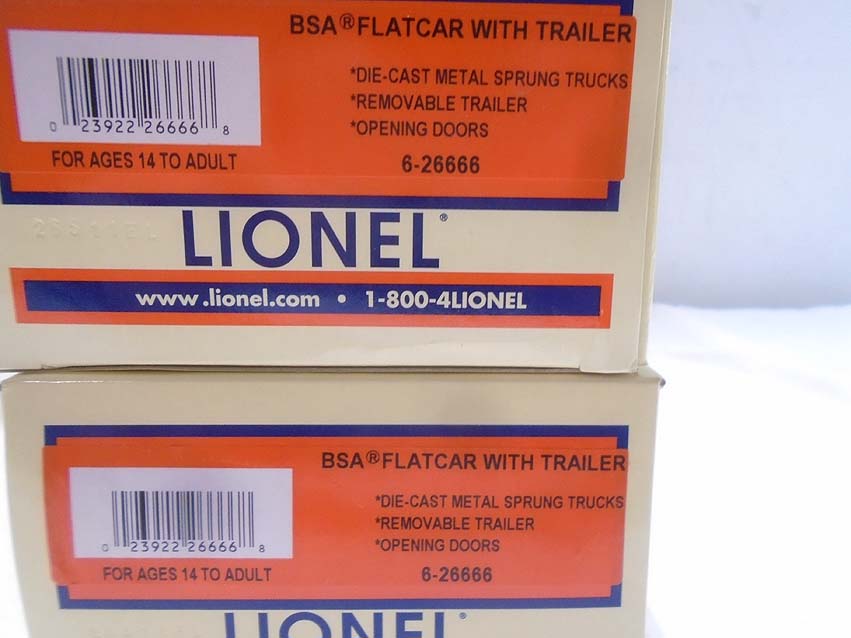 BSA®FLATCAR WITH TRAILER
*DIE-CAST METAL SPRUNG TRUCKS
*REMOVABLE TRAILER
*OPENING DOORS
0 23922 26666 8
FOR AGES 14 TO ADULT
6-26666
LIONEL®
www.lionel.com • 1-800-4LIONEL
BSA®FLATCAR WITH TRAILER
*DIE-CAST METAL SPRUNG TRUCKS
*REMOVABLE TRAILER
*OPENING DOORS
0 23922 26666 8
FOR AGES 14 TO ADULT
6-26666
LIONEL®